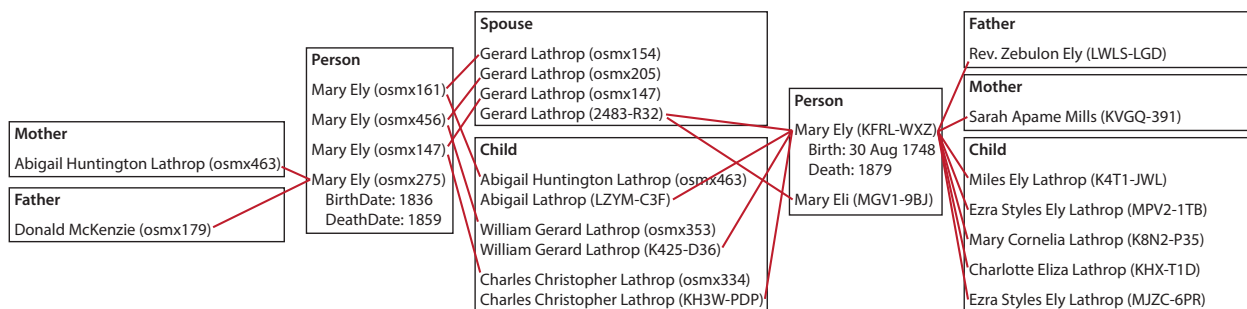 Mother
Abigail Huntington Lathrop (osmx463)
Father
Donald McKenzie (osmx179)
Person
Mary Ely (osmx161)
Mary Ely (osmx456)
Mary Ely (osmx147)
Mary Ely (osmx275)
BirthDate: 1836
DeathDate: 1859
Spouse
Gerard Lathrop (osmx154)
Gerard Lathrop (osmx205)
Gerard Lathrop (osmx147)
Gerard Lathrop (2483-R32)
Child
Abigail Huntington Lathrop (osmx463)
Abigail Lathrop (LZYM-C3F)
William Gerard Lathrop (osmx353)
William Gerard Lathrop (K425-D36)
Charles Christopher Lathrop (osmx334)
Charles Christopher Lathrop (KH3W-PDP)
Person
Mary Ely (KFRL-WXZ)
Birth: 30 Aug 1748
Death: 1879
Mary Eli (MGV1-9BJ)
Father
Rev. Zebulon Ely (LWLS-LGD)
Mother
Sarah Apame Mills (KVGQ-391)
Child
Miles Ely Lathrop (K4T1-JWL)
Ezra Styles Ely Lathrop (MPV2-1TB)
Mary Cornelia Lathrop (K8N2-P35)
Charlotte Eliza Lathrop (KHX-T1D)
Ezra Styles Ely Lathrop (MJZC-6PR)